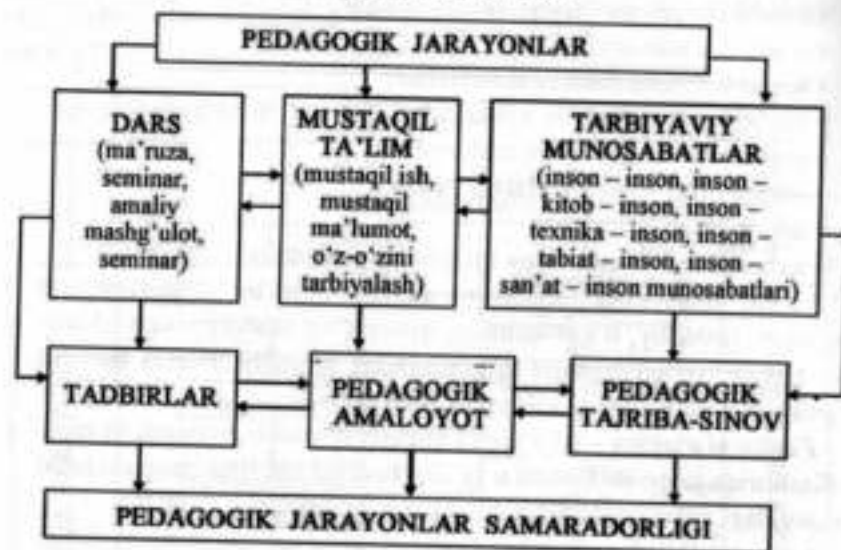 PEDAGOGIK JARAYONLAR
DARS
(ma’ruza,
seminar,
amaliy
mashg‘ulot,
seminar)
MUSTAQIL
TA’LIM
(mustaqil ish,
mustaqil
ma’lumot,
o‘z-o‘zini
tarbiyalash)
TARBIYAVIY
MUNOSABATLAR
(inson – inson, inson –
kitob – inson, inson –
texnika – inson, inson –
tabiat – inson, inson –
san’at – inson munosabatlari)
TADBIRLAR
PEDAGOGIK
AMALOYOT
PEDAGOGIK
TAJRIBA-SINOV
PEDAGOGIK JARAYONLAR SAMARADORLIGI